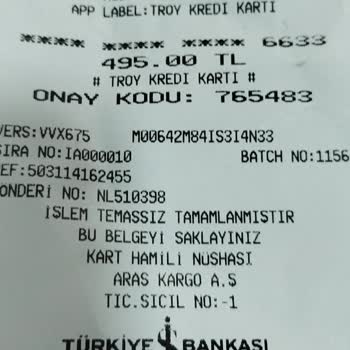 APP LABEL:TROY KREDI KARTI
**** **** **** 6633
495.00 TL
# TROY KREDI KARTI #
ONAY KODU: 765483
VERS:VVX675 M00642M84IS3I4N33
SIRA NO:IA000010 BATCH NO:1156
REF:503114162455
GÖNDERİ NO: NL510398
İSLEM TEMASSIZ TAMAMLANMISTIR
BU BELGEYİ SAKLAYINIZ
KART HAMİLİ NÜSHASI
ARAS KARGO A.S
TIC.SICIL NO:-1
TÜRKİYE İŞ BANKASI